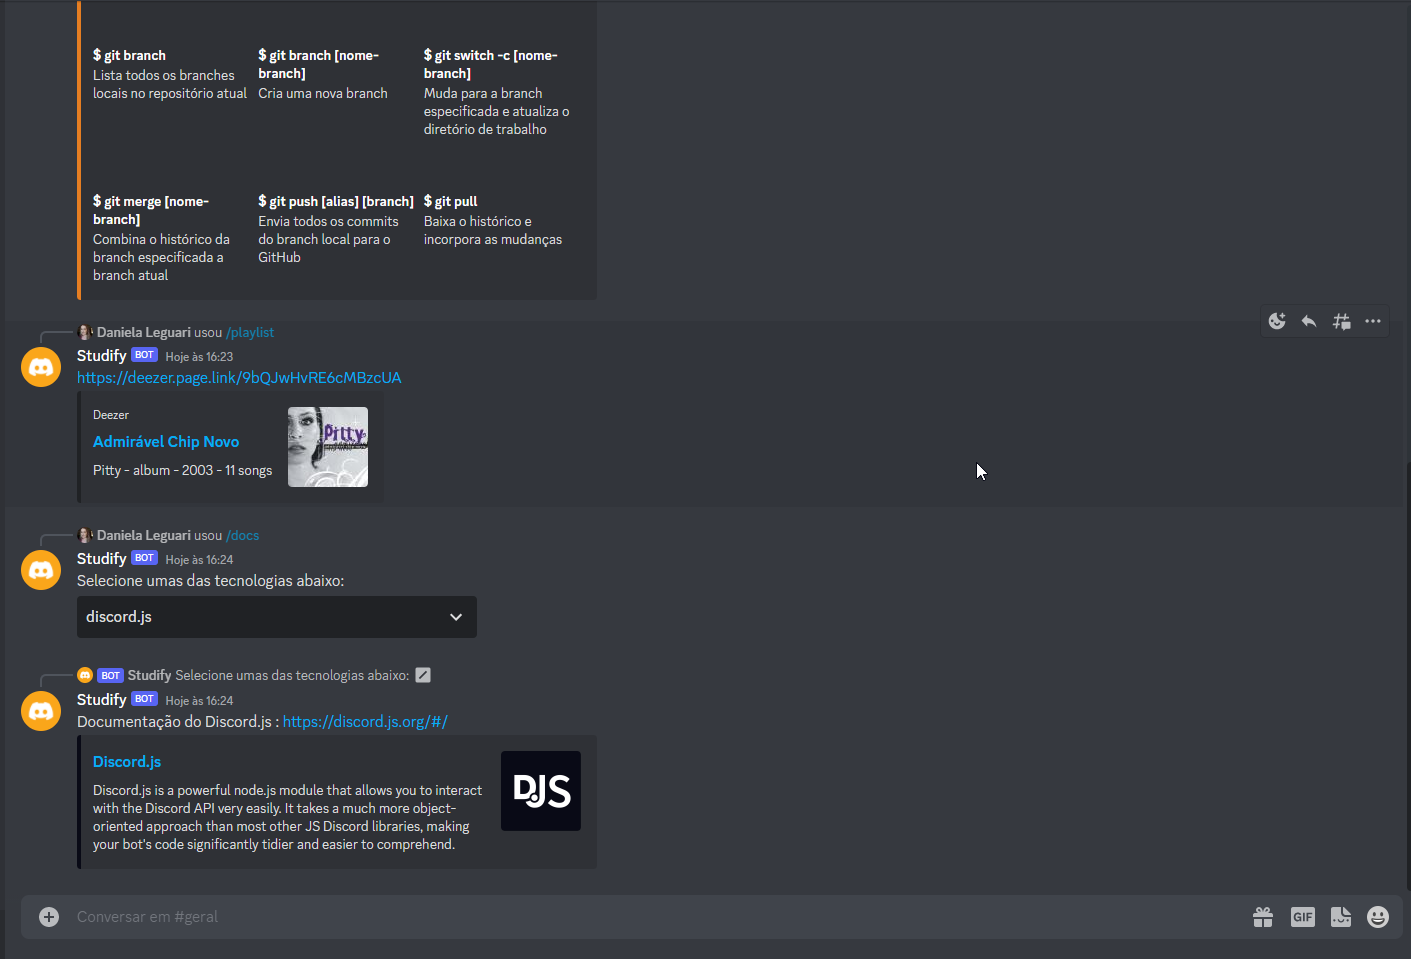 $ git branch
Lista todos os branches
locais no repositório atual
$ git branch [nome-
branch]
Cria uma nova branch
$ git switch -c [nome-
branch]
Muda para a branch
especificada e atualiza o
diretório de trabalho
$ git merge [nome-
branch]
Combina o histórico da
branch especificada a
branch atual
$ git push [alias] [branch]
Envia todos os commits
do branch local para o
GitHub
$ git pull
Baixa o histórico e
incorpora as mudanças
Daniela Leguari usou /playlist
Studify BOT Hoje às 16:23
https://deezer.page.link/9bQJwHvRE6cMBzcUA
Deezer
Admirável Chip Novo
Pitty - album - 2003 - 11 songs
Pitty
Daniela Leguari usou /docs
Studify BOT Hoje às 16:24
Selecione umas das tecnologias abaixo:
discord.js
BOT Studify Selecione umas das tecnologias abaixo:
Studify BOT Hoje às 16:24
Documentação do Discord.js : https://discord.js.org/#/
Discord.js
Discord.js is a powerful node.js module that allows you to interact
with the Discord API very easily. It takes a much more object-
oriented approach than most other JS Discord libraries, making
your bot's code significantly tidier and easier to comprehend.
DJS
Conversar em #geral
GIF